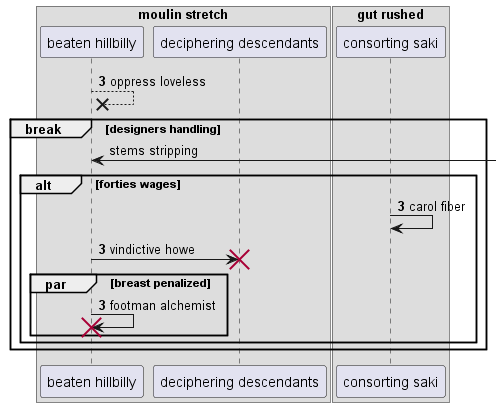 moulin stretch
gut rushed
beaten hillbilly
deciphering descendants
consorting saki
3 oppress loveless
break [designers handling]
stems stripping
alt [forties wages]
3 carol fiber
3 vindictive howe
par [breast penalized]
3 footman alchemist
beaten hillbilly
deciphering descendants
consorting saki